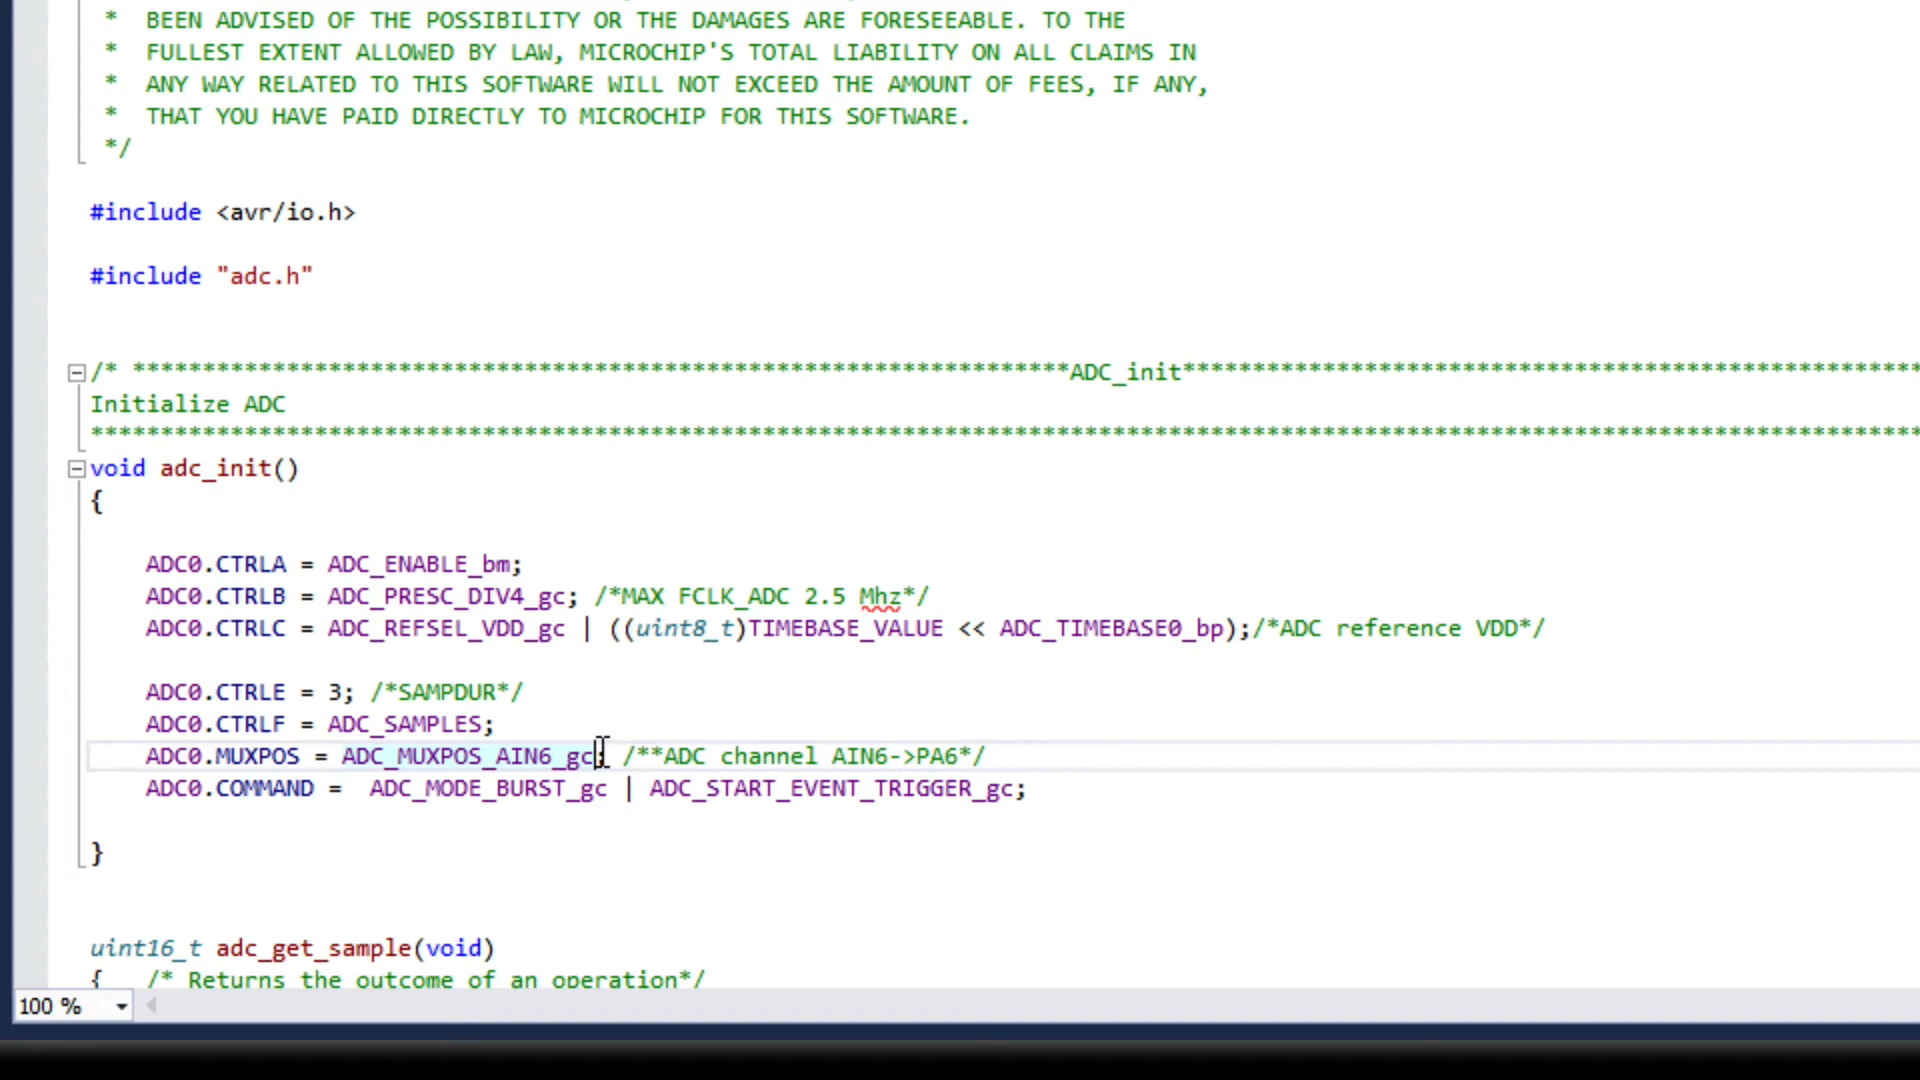 * BEEN ADVISED OF THE POSSIBILITY OR THE DAMAGES ARE FORESEEABLE. TO THE
* FULLEST EXTENT ALLOWED BY LAW, MICROCHIP'S TOTAL LIABILITY ON ALL CLAIMS IN
* ANY WAY RELATED TO THIS SOFTWARE WILL NOT EXCEED THE AMOUNT OF FEES, IF ANY,
* THAT YOU HAVE PAID DIRECTLY TO MICROCHIP FOR THIS SOFTWARE.
*/
#include <avr/io.h>
#include "adc.h"
/* *******************************************************************ADC_init*****************************************************
Initialize ADC
***********************************************************************************************************************************
void adc_init()
{
ADC0.CTRLA = ADC_ENABLE_bm;
ADC0.CTRLB = ADC_PRESC_DIV4_gc; /*MAX FCLK_ADC 2.5 Mhz*/
ADC0.CTRLC = ADC_REFSEL_VDD_gc | ((uint8_t)TIMEBASE_VALUE << ADC_TIMEBASE0_bp);/*ADC reference VDD*/
ADC0.CTRLE = 3; /*SAMPDUR*/
ADC0.CTRLF = ADC_SAMPLES;
ADC0.MUXPOS = ADC_MUXPOS_AIN6_gc; /**ADC channel AIN6->PA6*/
ADC0.COMMAND =  ADC_MODE_BURST_gc | ADC_START_EVENT_TRIGGER_gc;
}
uint16_t adc_get_sample(void)
{ /* Returns the outcome of an operation*/
100 %